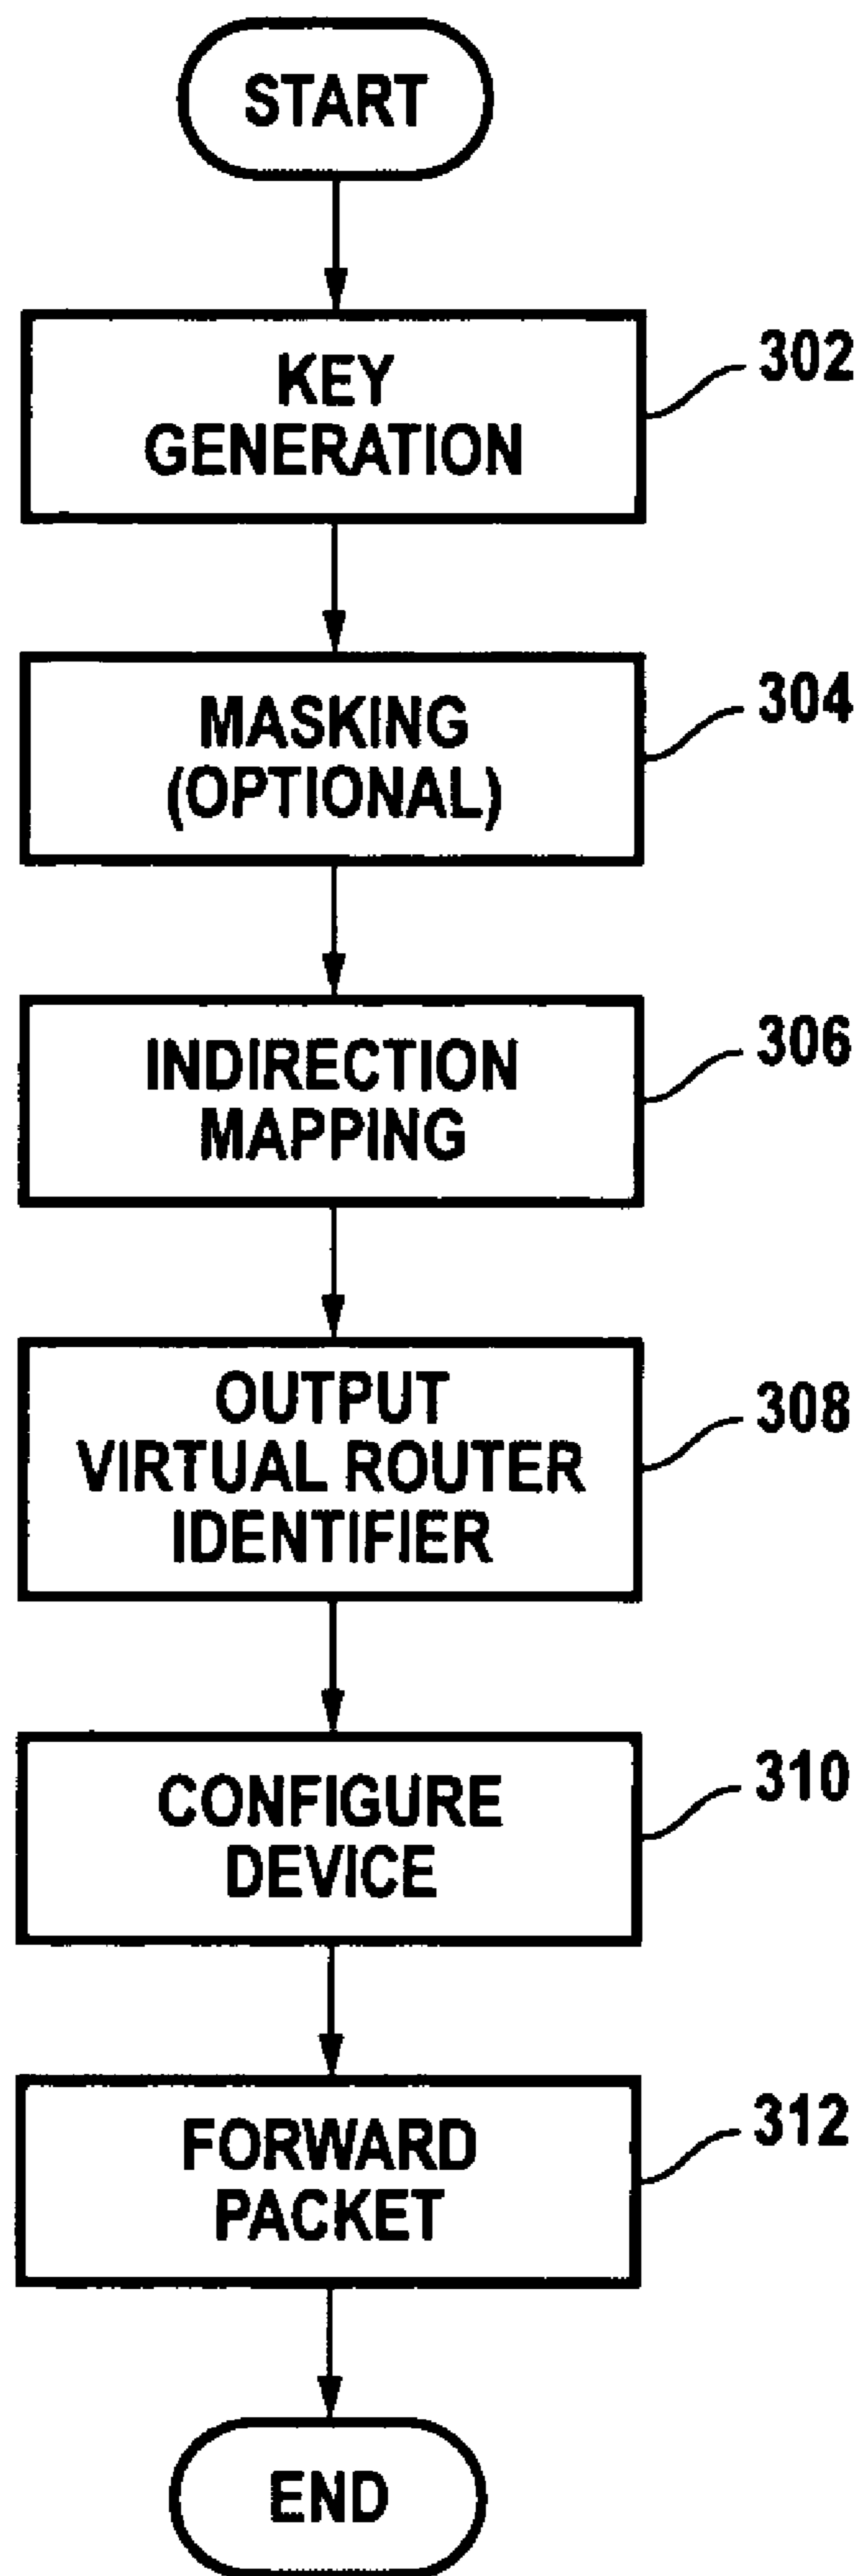 START
KEY
GENERATION
302
MASKING
(OPTIONAL)
304
INDIRECTION
MAPPING
306
OUTPUT
VIRTUAL ROUTER
IDENTIFIER
308
CONFIGURE
DEVICE
310
FORWARD
PACKET
312
END